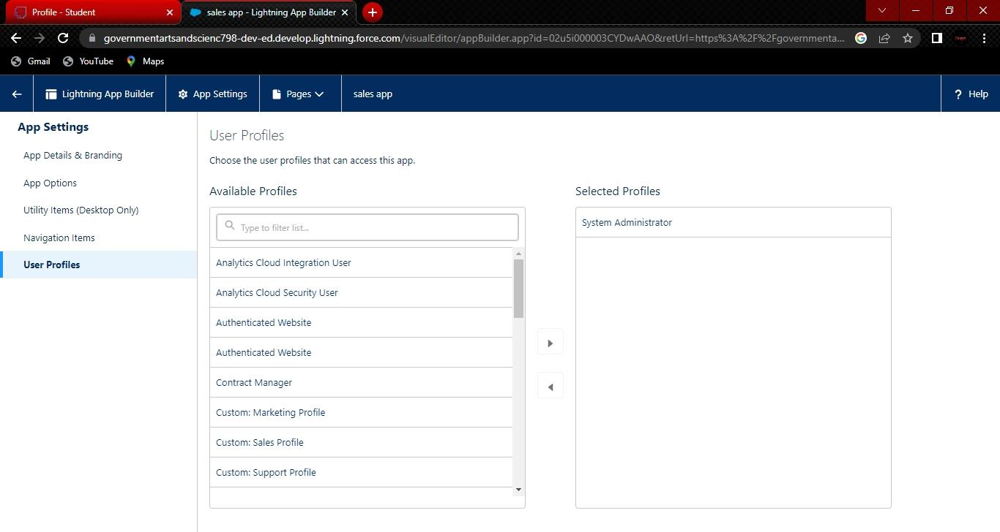 Profile - Student
sales app - Lightning App Builder
governmentartsandscienc798-dev-ed.develop.lightning.force.com/visualEditor/appBuilder.app?id=02u5i000003CYDwAAO&retUrl=https%3A%2F%2Fgovernmenta...
Gmail
YouTube
Maps
Lightning App Builder
App Settings
Pages
sales app
? Help
App Settings
App Details & Branding
App Options
Utility Items (Desktop Only)
Navigation Items
User Profiles
User Profiles
Choose the user profiles that can access this app.
Available Profiles
Type to filter list...
Analytics Cloud Integration User
Analytics Cloud Security User
Authenticated Website
Authenticated Website
Contract Manager
Custom: Marketing Profile
Custom: Sales Profile
Custom: Support Profile
Selected Profiles
System Administrator